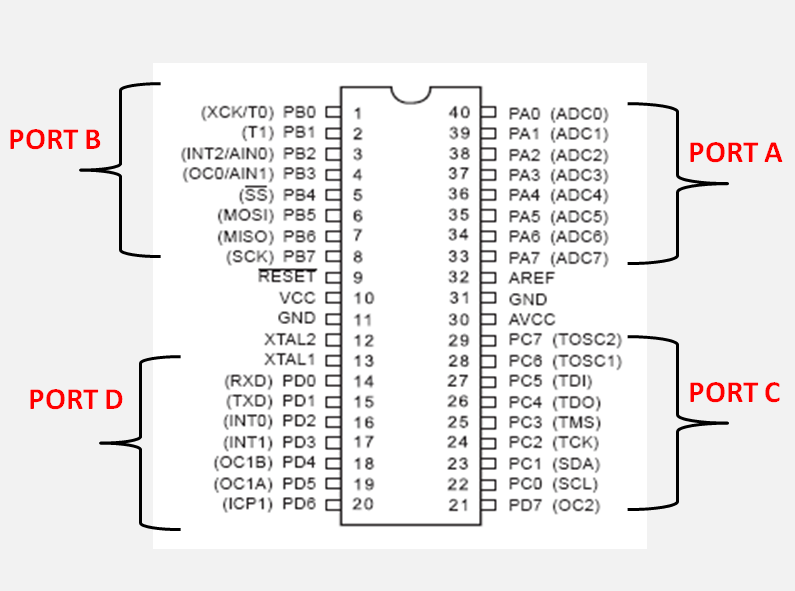 PORT B
PORT A
PORT D
PORT C
(XCK/T0) PB0 1 40 PA0 (ADC0)
(T1) PB1 2 39 PA1 (ADC1)
(INT2/AIN0) PB2 3 38 PA2 (ADC2)
(OC0/AIN1) PB3 4 37 PA3 (ADC3)
(SS) PB4 5 36 PA4 (ADC4)
(MOSI) PB5 6 35 PA5 (ADC5)
(MISO) PB6 7 34 PA6 (ADC6)
(SCK) PB7 8 33 PA7 (ADC7)
RESET 9 32 AREF
VCC 10 31 GND
GND 11 30 AVCC
XTAL2 12 29 PC7 (TOSC2)
XTAL1 13 28 PC6 (TOSC1)
(RXD) PD0 14 27 PC5 (TDI)
(TXD) PD1 15 26 PC4 (TDO)
(INT0) PD2 16 25 PC3 (TMS)
(INT1) PD3 17 24 PC2 (TCK)
(OC1B) PD4 18 23 PC1 (SDA)
(OC1A) PD5 19 22 PC0 (SCL)
(ICP1) PD6 20 21 PD7 (OC2)